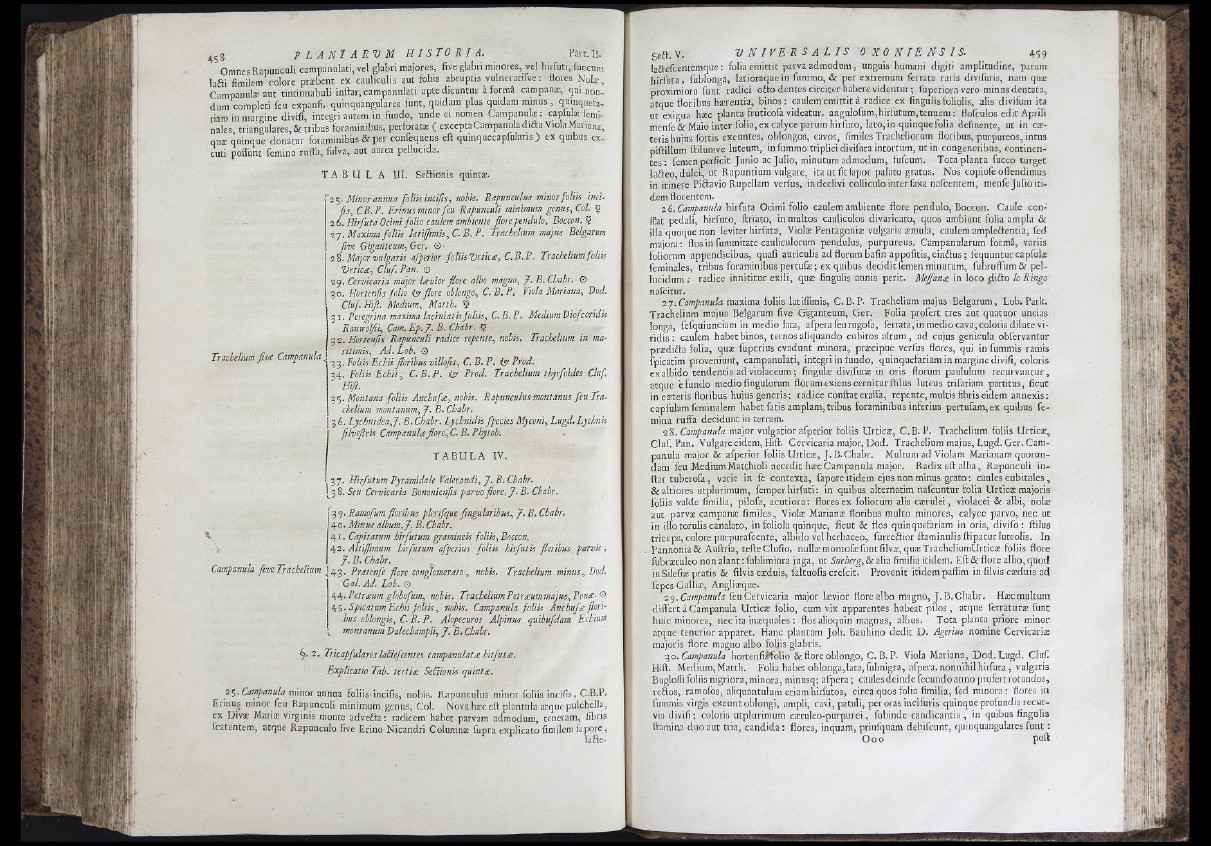 458 PLANTARUM HISTORIA. Part. II.
Omnes Rapunculi campanulati, vel glabri majores, sive glabri minores, vel hirsuti, succum
lacti similem colore præbent ex cauliculis aut foliis abruptis vulneratisve: flores Nolæ,
Campanulæ aut tintinnabuli instar, campanulati apte dicuntur à formâ campanæ, qui non-
dum completi seu expansi, quinquangulares sunt, quidam plus quidam minus, quinquefa-
riam in margine divisi, integri autem in fundo, unde ei nomen Campanulæ: capsulæ semi-
nales, triangulares, & tribus foraminibus, perforatæ (excepta Campanula dicta Viola Mariana,
quæ quinque donatur foraminibus & per consequens est quinquecapsularis) ex quibus ex-
cuti possunt semina ruffa, fulva, aut aurea pellucida.
TABULA III. Sectionis quintæ.
Trachelium sive Campanula
25. Minor annua foliis incisis, nobis. Rapunculus minor foliis inci-
sis, C.B.P. Erinus minor seu Rapunculi minimum genus, Col.
26. Hirsuta Ocimi folio caulem ambiente flore pendulo, Boccon.
27. Maxima foliis latissimis, C.B.P. Trachelium majus Belgarum
sive Giganteum, Ger.
28. Major vulgatis asperior foliis Urticæ, C.B.P. Trachelium foliis
Urticæ, Clus. Pan.
29. Cervicaria major lævior flore albo magno, J.B. Chabr.
30. Hortensis folio & flore oblongo, C.B.P. Viola Mariana, Dod.
Clus. Hist. Medium, Matth.
31. Peregrina maxima laciniatis foliis, C.B.P. Medium Dioscoridis
Rauwolfii, Cam. Ep. J.B. Chabr.
32. Hortensis Rapunculi radice repente, nobis. Trachelium in ma-
ritimis, Ad. Lob.
33. Foliis Echii floribus villosis, C.B.P. & Prod.
34. Foliis Echii, C.B.P. & Prod. Trachelium thyrsoides Clus.
Hist.
35. Montana foliis Anchusæ, nobis. Rapunculus montanus seu Tra-
chelium montanum, J.B. Chabr.
36. Lychnidea, J.B. Chabr. Lychnidis species Myconi, Lugd. Lychnis
silvestris Campanulæ flore, C.B. Phytob.
TABULA IV.
37. Hirsutum Pyramidale Valerandi, J.B. Chabr.
38. Seu Cervicaria Bononiensis parvo flore, J.B. Chabr.
Campanula sive Trachelium
39. Ramosum floribus plerisque singularibus, J.B. Chabr.
40. Minus album, J.B. Chabr.
41. Capitatum hirsutum gramineis foliis, Boccon,
42. Altissimum hirsutum asperius foliis hirsutis floribus parvis,
J.B. Chabr.
43. Pratense flore conglomerato, nobis. Trachelium minus, Dod.
Gal. Ad. Lob.
44. Petræum globosum, nobis. Trachelium Petræum majus, Ponæ.
45. Spicatum Echii foliis, nobis. Campanula foliis Anchusæ flori-
bus oblongis, C.B.P. Alopecuros Alpinus quibusdam Echium
montanum Dalechampii, J.B. Chabr.
§. 2. Tricapsulares lactescentes campanulatæ hirsutæ.
Explicatio Tab. tertiæ Sectionis quintæ.
25. Campanula minor annua foliis incisis, nobis. Rapunculus minor foliis incisis, C.B.P.
Erinus minor seu Rapunculi minimum genus, Col. Nova hæc est plantula atque pulchella,
ex Divæ Mariæ virginis monte advecta: radicem habet parvam admodum, teneram, fibris
scatentem, atque Rapunculo sive Erino Nicandri Columnæ supra explicato similem sapore,
lacte-
Sect. V. UNIVERSALIS OXONIENSIS. 459
lactescentemque: folia emittit parva admodum, unguis humani digiti amplitudine, parum
hirsuta, sublonga, latioraque in summo, & per extremum serrata raris divisuris, nam quæ
proximiora sunt radici octo dentes circiter habere videntur; superiora vero minus dentata,
atque floribus hærentia, binos: caulem emittit à radice ex singulis foliolis, alis divisum ita
ut exigua hæc planta fruticosa videatur, angulosum, hirsutum, tenuem: flosculos edit Aprili
mense & Maio inter folia, ex calyce parum hirsuto, lato, in quinque folia desinente, ut in cæ-
teris hujus sortis exeuntes, oblongos, cavos, similes Tracheliorum floribus, purpureos, intus
pistillum stilumve luteum, in summo triplici divisura intortum, ut in congeneribus, continen-
tes: semen perficit Junio ac Julio, minutum admodum, fuscum. Tota planta succo turget
lacteo, dulci, ut Rapuntium vulgare, ita ut sit sapor palato gratus. Nos copiose offendimus
in itinere Pictavio Rupellam versus, in declivi colliculo inter saxa nascentem, mense Julio iti-
dem florentem.
26. Campanula hirsuta Ocimi folio caulem ambiente flore pendulo, Boccon. Caule con-
stat pedali, hirsuto, striato, in multos cauliculos divaricato, quos ambiunt folia ampla &
illa quoque non leviter hirsuta, Violæ Pentagoniæ vulgaris æmula, caulem amplectentia, sed
majora: flos in summitate cauliculorum pendulus, purpureus, Campanularum formâ, variis
foliorum appendicibus, quasi auriculis ad florum basin appositis, cinctus; sequuntur capsulæ
seminales, tribus foraminibus pertusæ; ex quibus decidit semen minutum, subruffum & pel-
lucidum: radice innititur exili, quæ singulis annis perit. Messanæ in loco dicto lo Ringo
nascitur.
27. Campanula maxima foliis latissimis, C.B.P. Trachelium majus Belgarum, Lob. Park.
Trachelium majus Belgarum sive Giganteum, Ger. Folia profert tres aut quatuor uncias
longa, sesquiunciam in medio lata, aspera seu rugosa, serrata, in medio cava, coloris dilute vi-
ridis: caulem habet binos, ternos aliquando cubitos altum, ad cujus genicula observantur
prædicta folia, quæ superius evadunt minora, præcipue versus flores, qui in summis ramis
spicatim proveniunt, campanulati, integri in fundo, quinquefariam in margine divisi, coloris
ex albido tendentis ad violaceum; singulæ divisuræ in oris florum paululum recurvantur,
atque è fundo medio singulorum florum exiens cernitur stilus luteus trifariam partitus, sicut
in cæteris floribus hujus generis: radice constat crassa, repente, multis fibris eidem annexis:
capsulam seminalem habet satis amplam, tribus foraminibus inferius pertusam, ex quibus se-
mina ruffa decidunt in terram.
28. Campanula major vulgatior asperior foliis Urticæ, C.B.P. Trachelium foliis Urticæ,
Clus. Pan. Vulgare eidem, Hist. Cervicaria major, Dod. Trachelium majus, Lugd. Ger. Cam-
panula major & asperior foliis Urticæ, J.B. Chabr. Multum ad Violam Marianam quorun-
dam seu Medium Matthioli accedit hæc Campanula major. Radix est alba, Rapunculi in-
star tuberosa, varie in se contexta, sapore itidem ejus non minus grato: caules cubitales,
& altiores utplurimum, semper hirsuti: in quibus alternatim nascuntur folia Urticæ majoris
foliis valde similia, pilosa, acutiora: flores ex foliorum alis cærulei, violacei & albi, nolæ
aut parvæ campanæ similes, Violæ Marianæ floribus multo minores, calyce parvo, nec ut
in illo torulis canalato, in foliola quinque, sicut & flos quinquefariam in oris, diviso: stilus
triceps, colore purpurascente, albido vel herbaceo, surrectior staminulis stipatur luteolis. In
Pannonia & Austria, teste Clusio, nullæ montosæ sunt silvæ, quæ Trachelium Urticæ foliis flore
subcæruleo non alant: sublimiora juga, ut Sneberg, & alia similia itidem. Est & flore albo, quod
in Silesiæ pratis & silvis cæduis, saltuosis crescit. Provenit itidem passim in silvis cæduis ad
sepes Galliæ, Angliæque.
29. Campanula seu Cervicaria major lævior flore albo magno, J.B. Chabr. Hæc multum
differt à Campanula Urticæ folio, cum vix apparentes habeat pilos, atque serraturæ sunt
huic minores, nec ita inæquales: flos alioquin magnus, albus. Tota planta priore minor
atque tenerior apparet. Hanc plantam Joh. Bauhino dedit D. Agerius nomine Cervicariæ
majoris flore magno albo foliis glabris.
30. Campanula hortensis folio & flore oblongo, C.B.P. Viola Mariana, Dod. Lugd. Clus.
Hist. Medium, Matth. Folia habet oblonga, lata, subnigra, aspera, nonnihil hirsuta, vulgaris
Buglossi foliis nigriora, minora, minusq; aspera; caules deinde secundo anno profert rotundos,
rectos, ramosos, aliquantulum etiam hirsutos, circa quos folia similia, sed minora: flores in
summis virgis exeunt oblongi, ampli, cavi, patuli, per oras incisuris quinque profundis recur-
vis divisi; coloris utplurimum cæruleo-purpurei, subinde candicantis, in quibus singulis
stamina duo aut tria, candida: flores, inquam, priusquam dehiscunt, quinquangulares sunt:
Ooo post